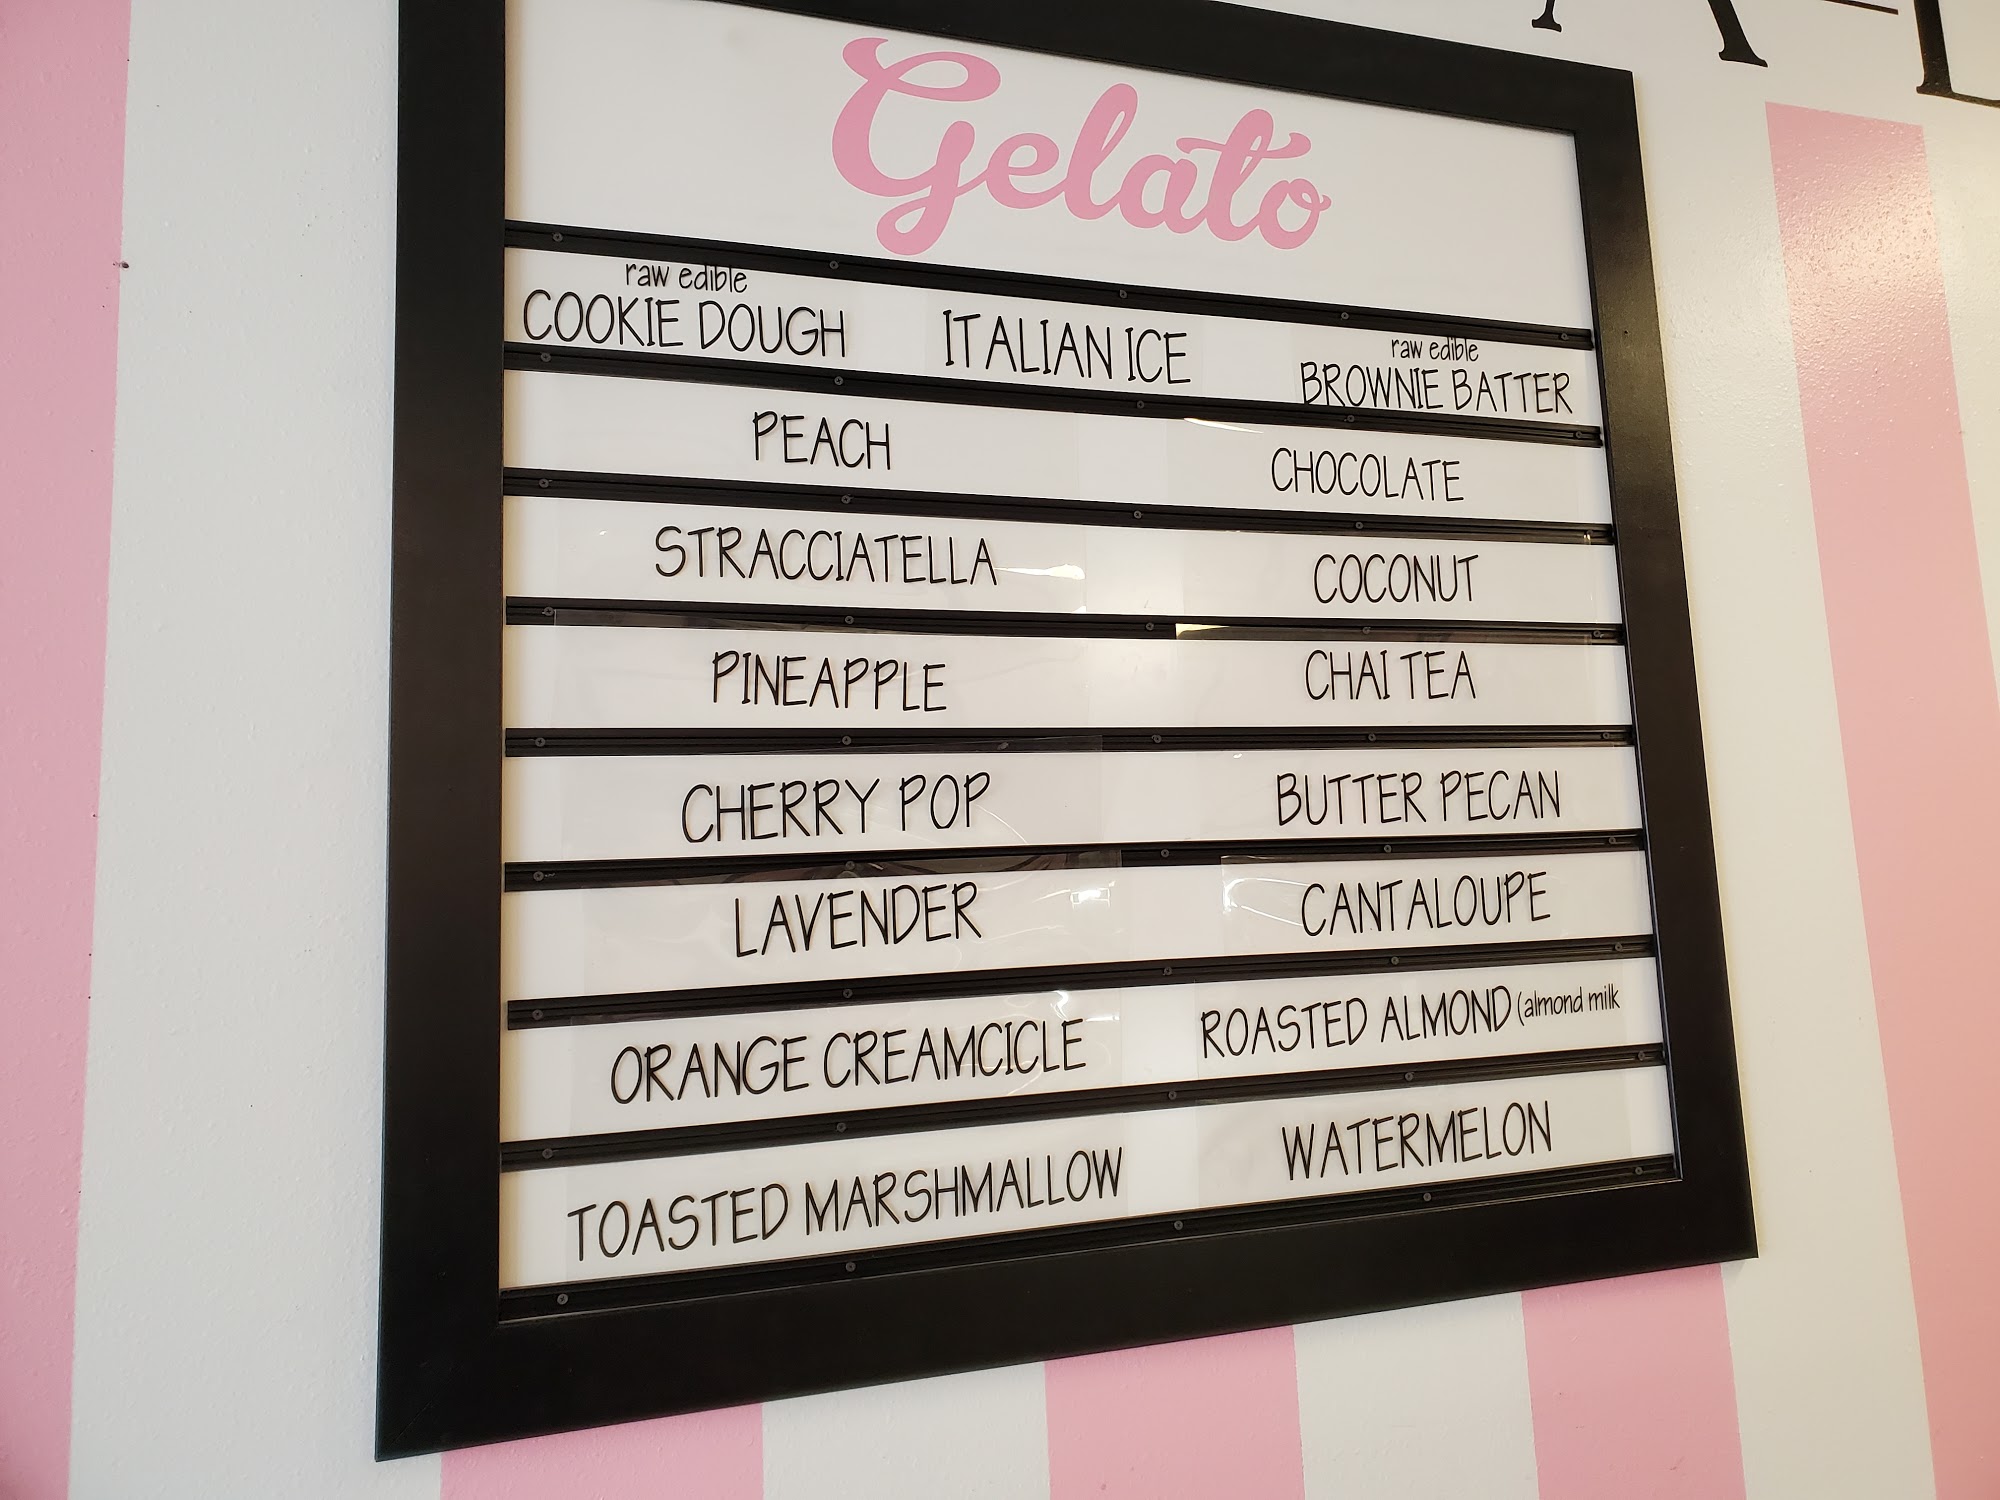 Gelato
raw edible
COOKIE DOUGH
ITALIAN ICE
raw edible
BROWNIE BATTER
PEACH
CHOCOLATE
STRACCIATELLA
COCONUT
PINEAPPLE
CHAI TEA
CHERRY POP
BUTTER PECAN
LAVENDER
CANTALOUPE
ORANGE CREAMCICLE
ROASTED ALMOND (almond milk
TOASTED MARSHMALLOW
WATERMELON